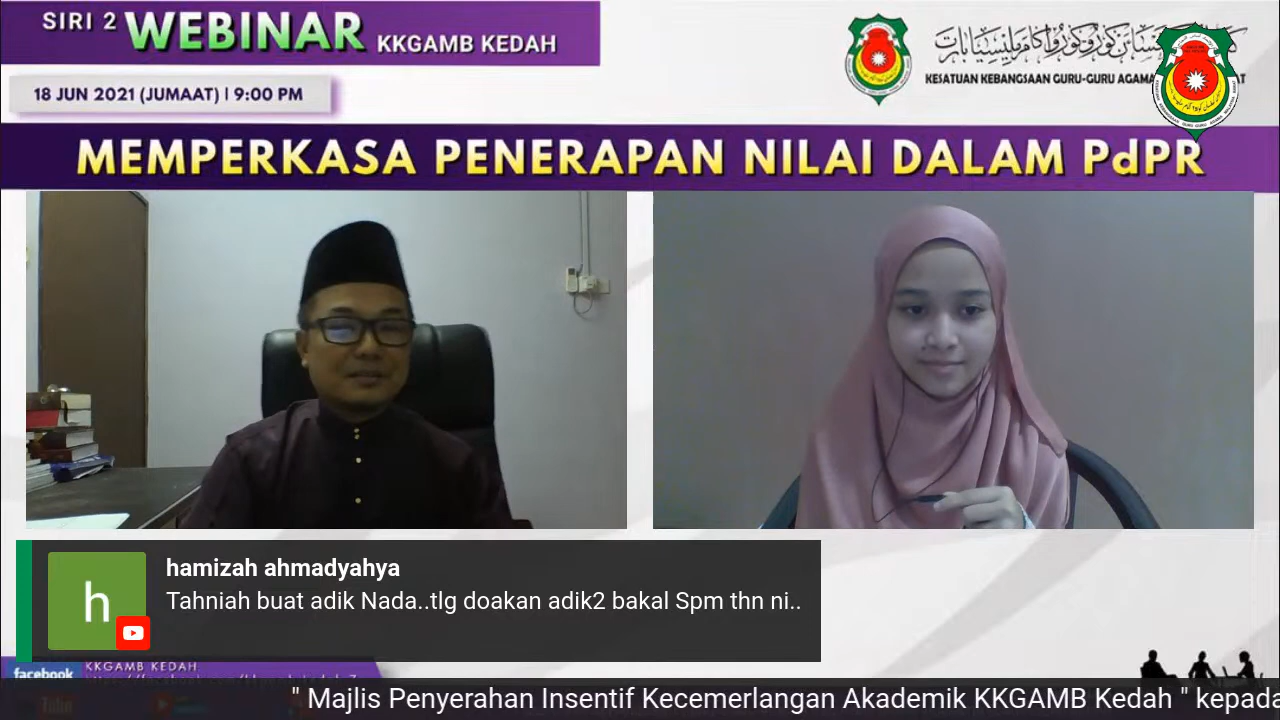 SIRI 2 WEBINAR KKGAMB KEDAH
18 JUN 2021 (JUMAAT) | 9:00 PM
KESATUAN KEBANGSAAN GURU-GURU AGAMA
MEMPERKASA PENERAPAN NILAI DALAM PdPR
h
hamizah ahmadyahya
Tahniah buat adik Nada..tlg doakan adik2 bakal Spm thn ni..
facebook
KKGAMB KEDAH
" Majlis Penyerahan Insentif Kecemerlangan Akademik KKGAMB Kedah " kepada